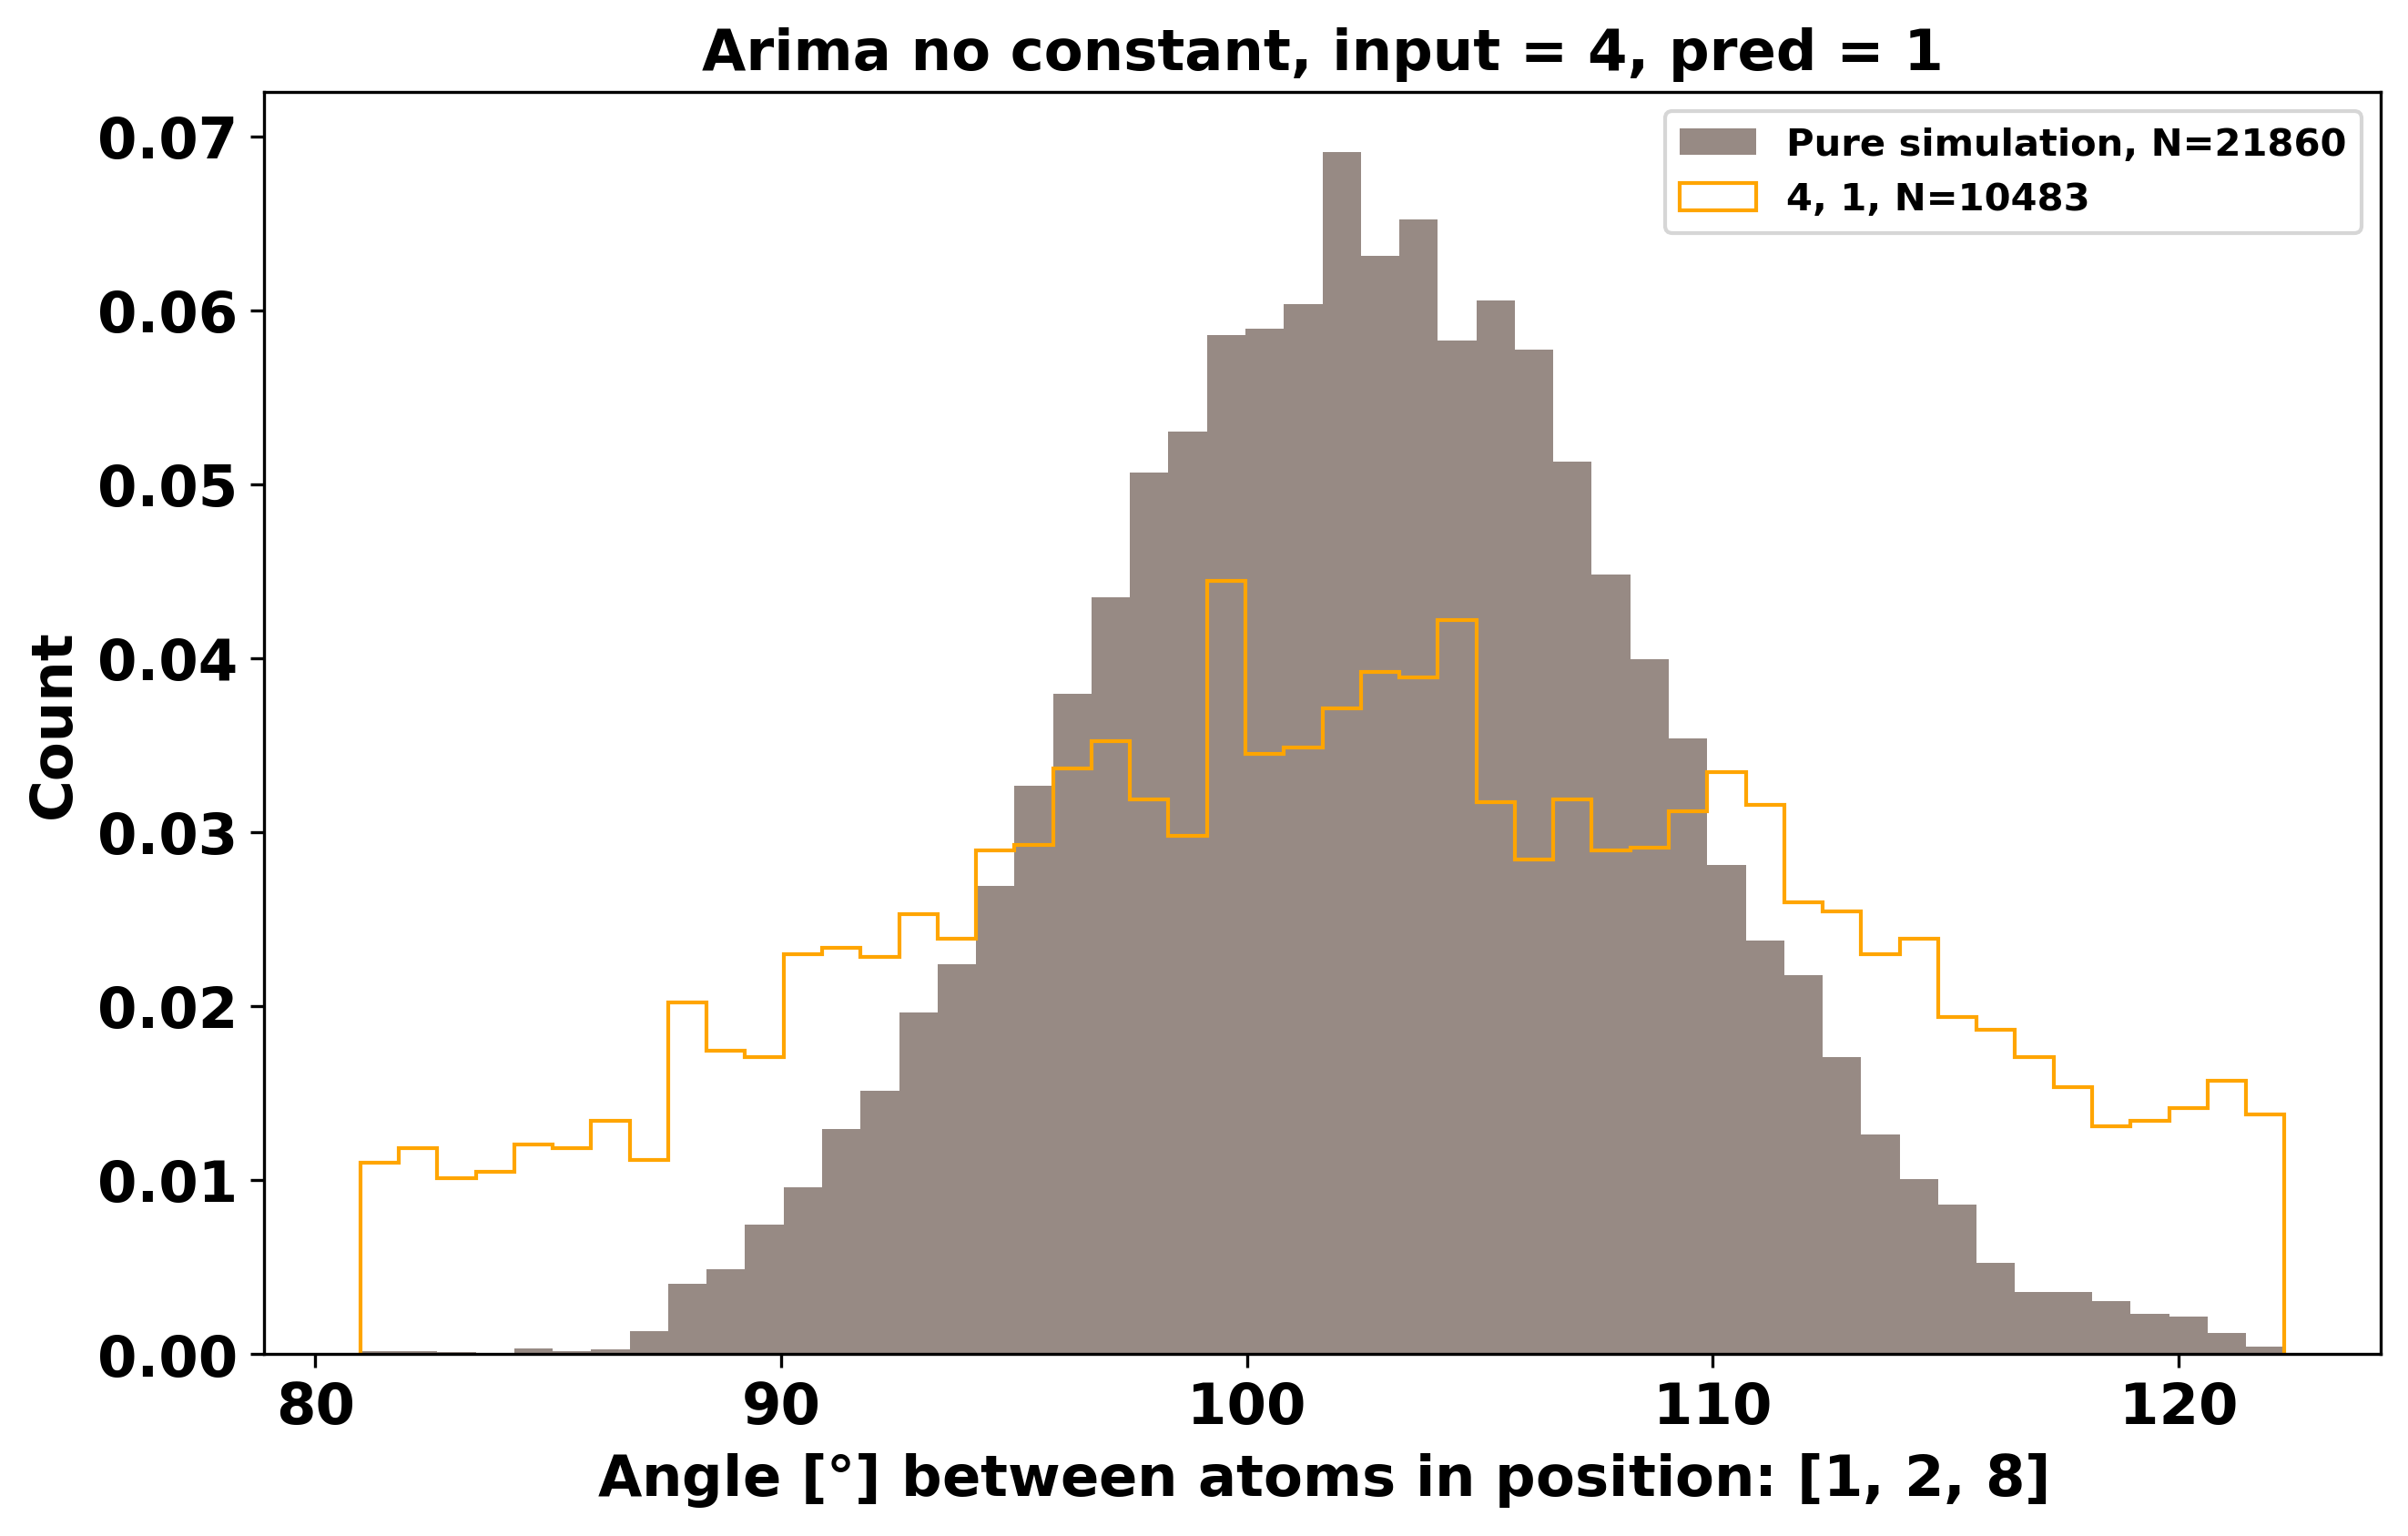 Arima no constant, input = 4, pred = 1
Pure simulation, N=21860
4, 1, N=10483
0.07
0.06
0.05
0.04
0.03
0.02
0.01
0.00
Count
80 90 100 110 120
Angle [°] between atoms in position: [1, 2, 8]